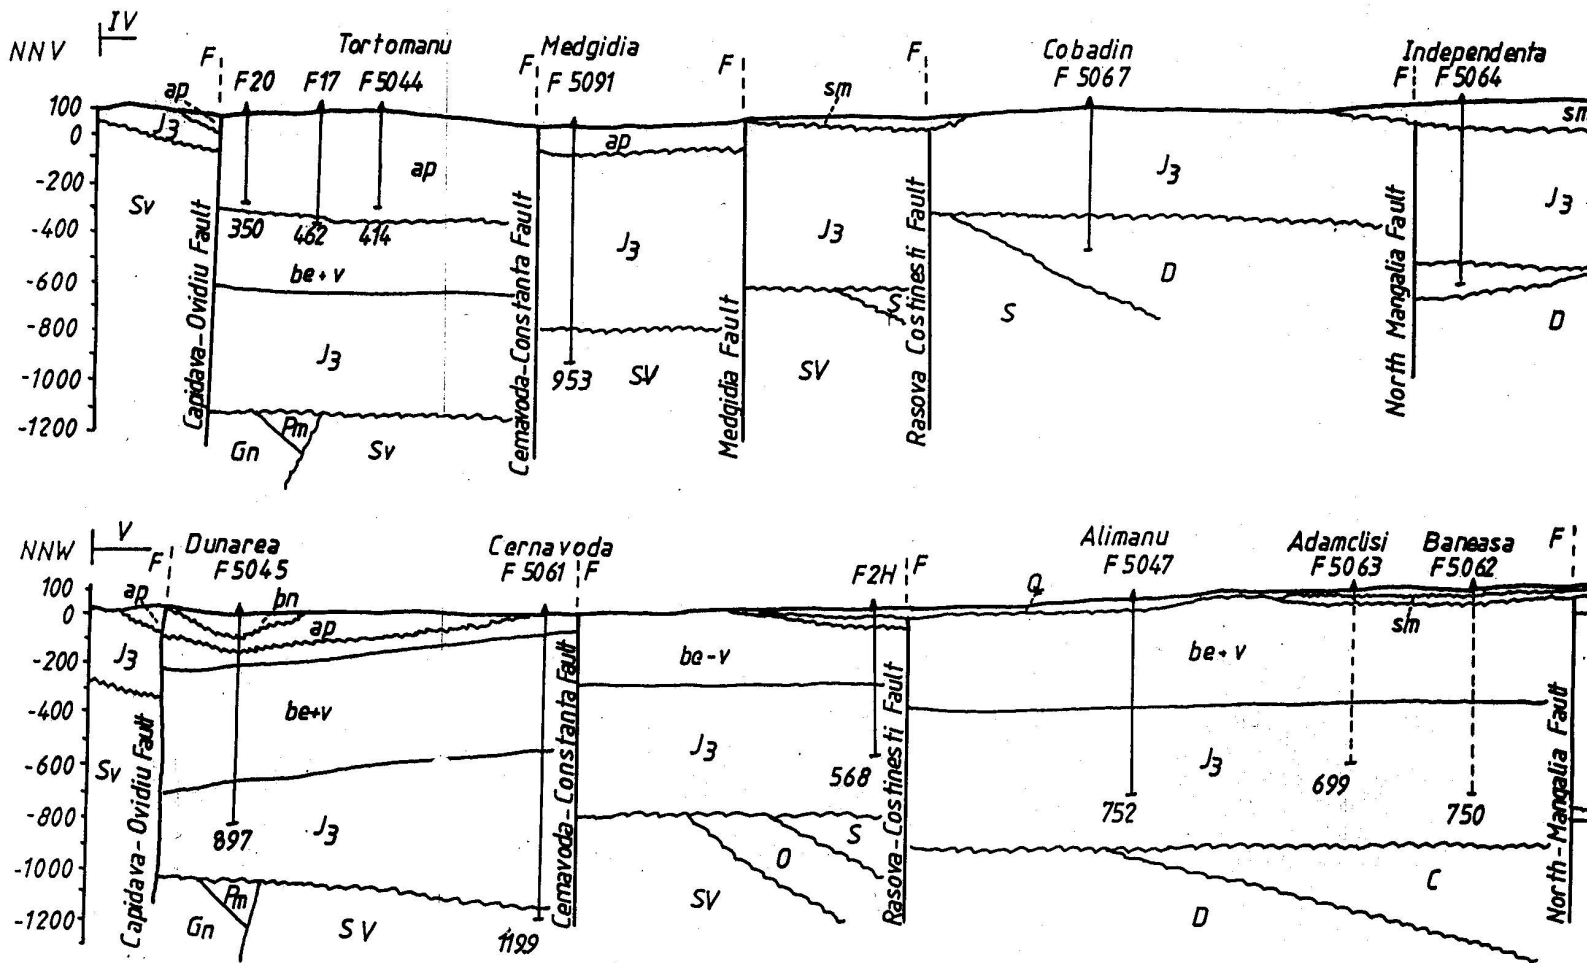 IV
NNV
F
Tortomanu
F20 F17 F5044
F
Medgidia
F 5091
F
F
Cobadin
F 5067
Independenta
F F5064
100
0
-200
-400
-600
-800
-1000
-1200
ap
J3
Sv
Capidava-Ovidiu Fault
ap
350 462 414
be+v
J3
Gn Pm Sv
Cernavoda-Constanta Fault
ap
J3
953 SV
Medgidia Fault
sm
J3
S
SV
Rasova Costinesti Fault
J3
D
S
North Mangalia Fault
sm
J3
D
V
NNW
F
Dunarea
F5045
Cernavoda
F 5061 F
F2H F
Alimanu
F 5047
Adamclisi
F 5063
Baneasa
F5062
F
100
0
-200
-400
-600
-800
-1000
-1200
ap
J3
Sv
Capidava-Ovidiu Fault
bn
ap
be+v
897
J3
Gn Pm SV
1199
Cernavoda-Constanta Fault
be-v
J3
568
S
O
SV
Rasova-Costinesti Fault
Q
sm
be+v
J3
752 699 750
C
D
North-Mangalia Fault